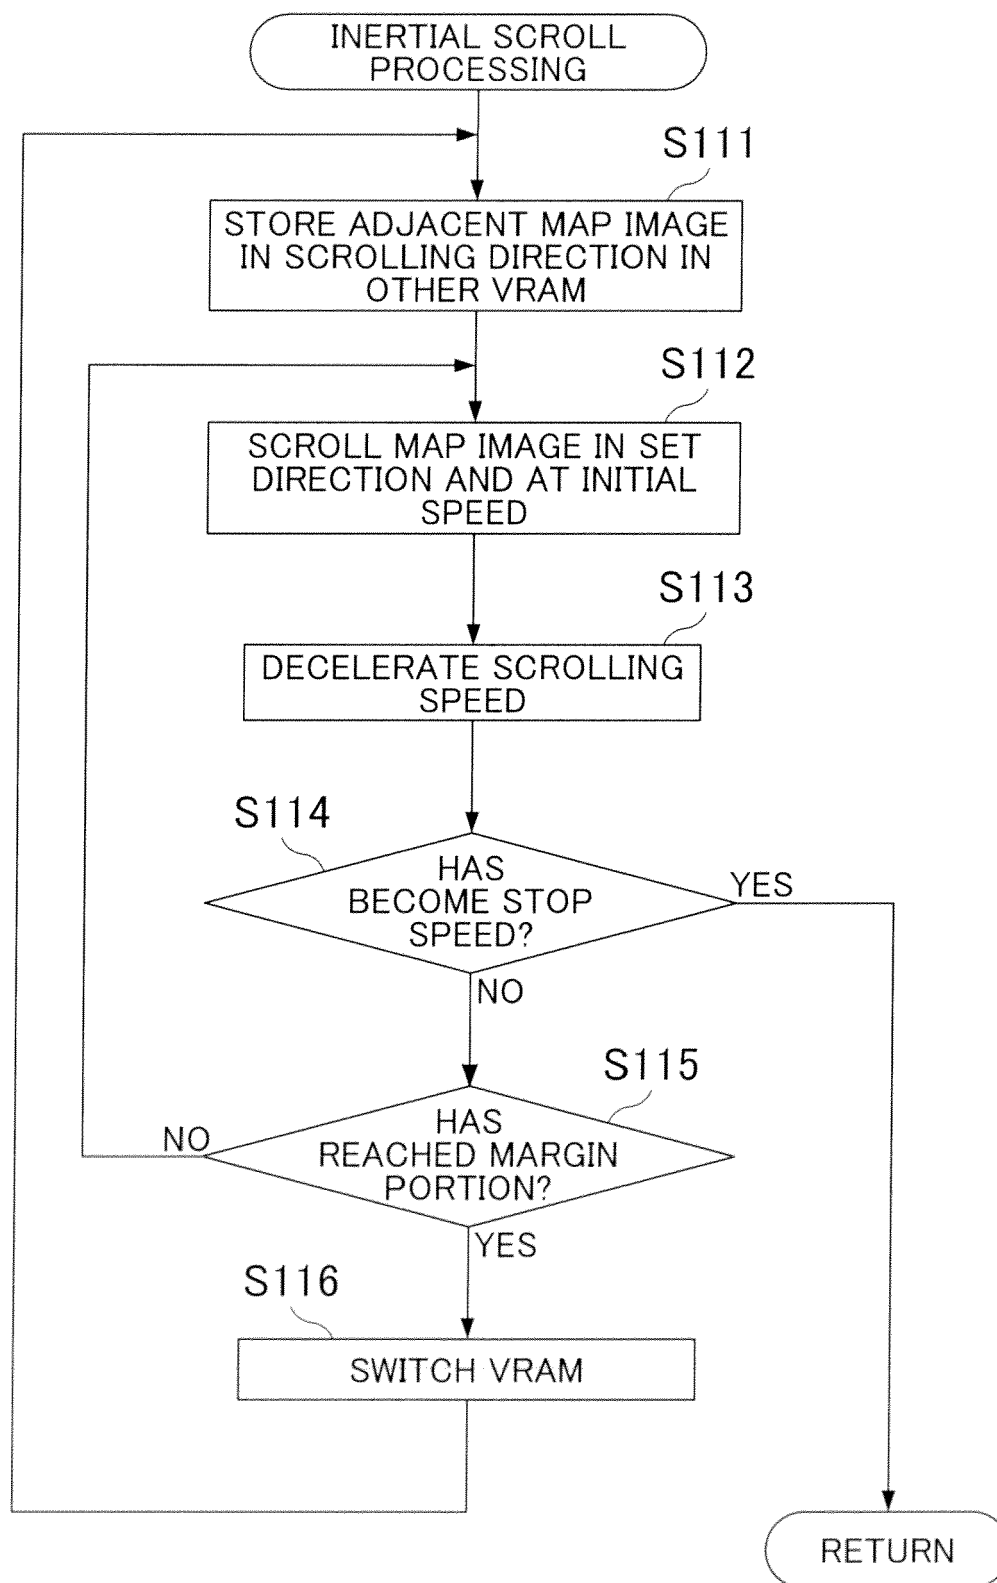 INERTIAL SCROLL
PROCESSING
S111
STORE ADJACENT MAP IMAGE
IN SCROLLING DIRECTION IN
OTHER VRAM
S112
SCROLL MAP IMAGE IN SET
DIRECTION AND AT INITIAL
SPEED
S113
DECELERATE SCROLLING
SPEED
S114
HAS
BECOME STOP
SPEED?
YES
NO
S115
HAS
REACHED MARGIN
PORTION?
NO
YES
S116
SWITCH VRAM
RETURN